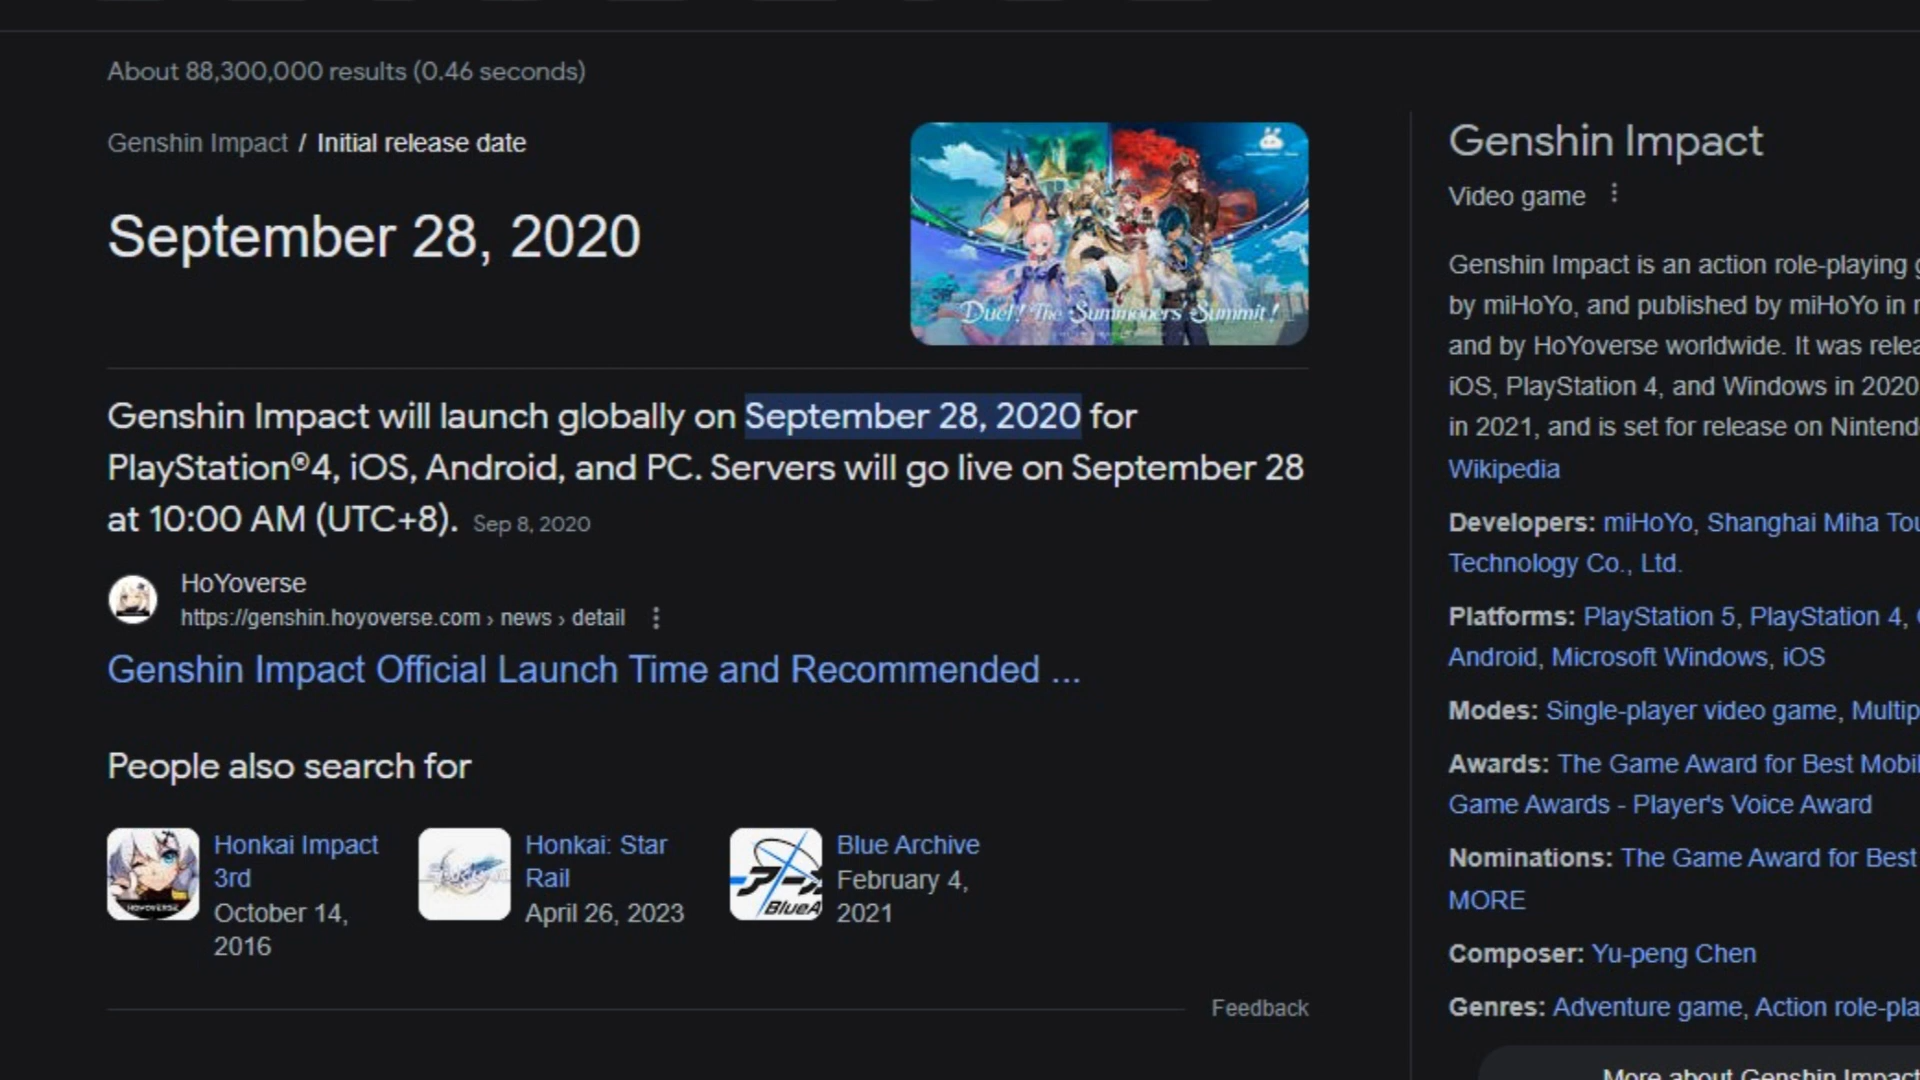 About 88,300,000 results (0.46 seconds)
Genshin Impact / Initial release date
September 28, 2020
Duel! The Summoners' Summit!
Genshin Impact will launch globally on September 28, 2020 for
PlayStation®4, iOS, Android, and PC. Servers will go live on September 28
at 10:00 AM (UTC+8). Sep 8, 2020
HoYoverse
https://genshin.hoyoverse.com › news › detail
Genshin Impact Official Launch Time and Recommended ...
People also search for
HOYOVERSE
Honkai Impact
3rd
October 14,
2016
Honkai: Star
Rail
April 26, 2023
BlueA
Blue Archive
February 4,
2021
Feedback
Genshin Impact
Video game
Genshin Impact is an action role-playing
by miHoYo, and published by miHoYo in
and by HoYoverse worldwide. It was relea
iOS, PlayStation 4, and Windows in 2020
in 2021, and is set for release on Nintend
Wikipedia
Developers: miHoYo, Shanghai Miha Tou
Technology Co., Ltd.
Platforms: PlayStation 5, PlayStation 4,
Android, Microsoft Windows, iOS
Modes: Single-player video game, Multip
Awards: The Game Award for Best Mobil
Game Awards - Player's Voice Award
Nominations: The Game Award for Best
MORE
Composer: Yu-peng Chen
Genres: Adventure game, Action role-pla
More about Genshin Impact